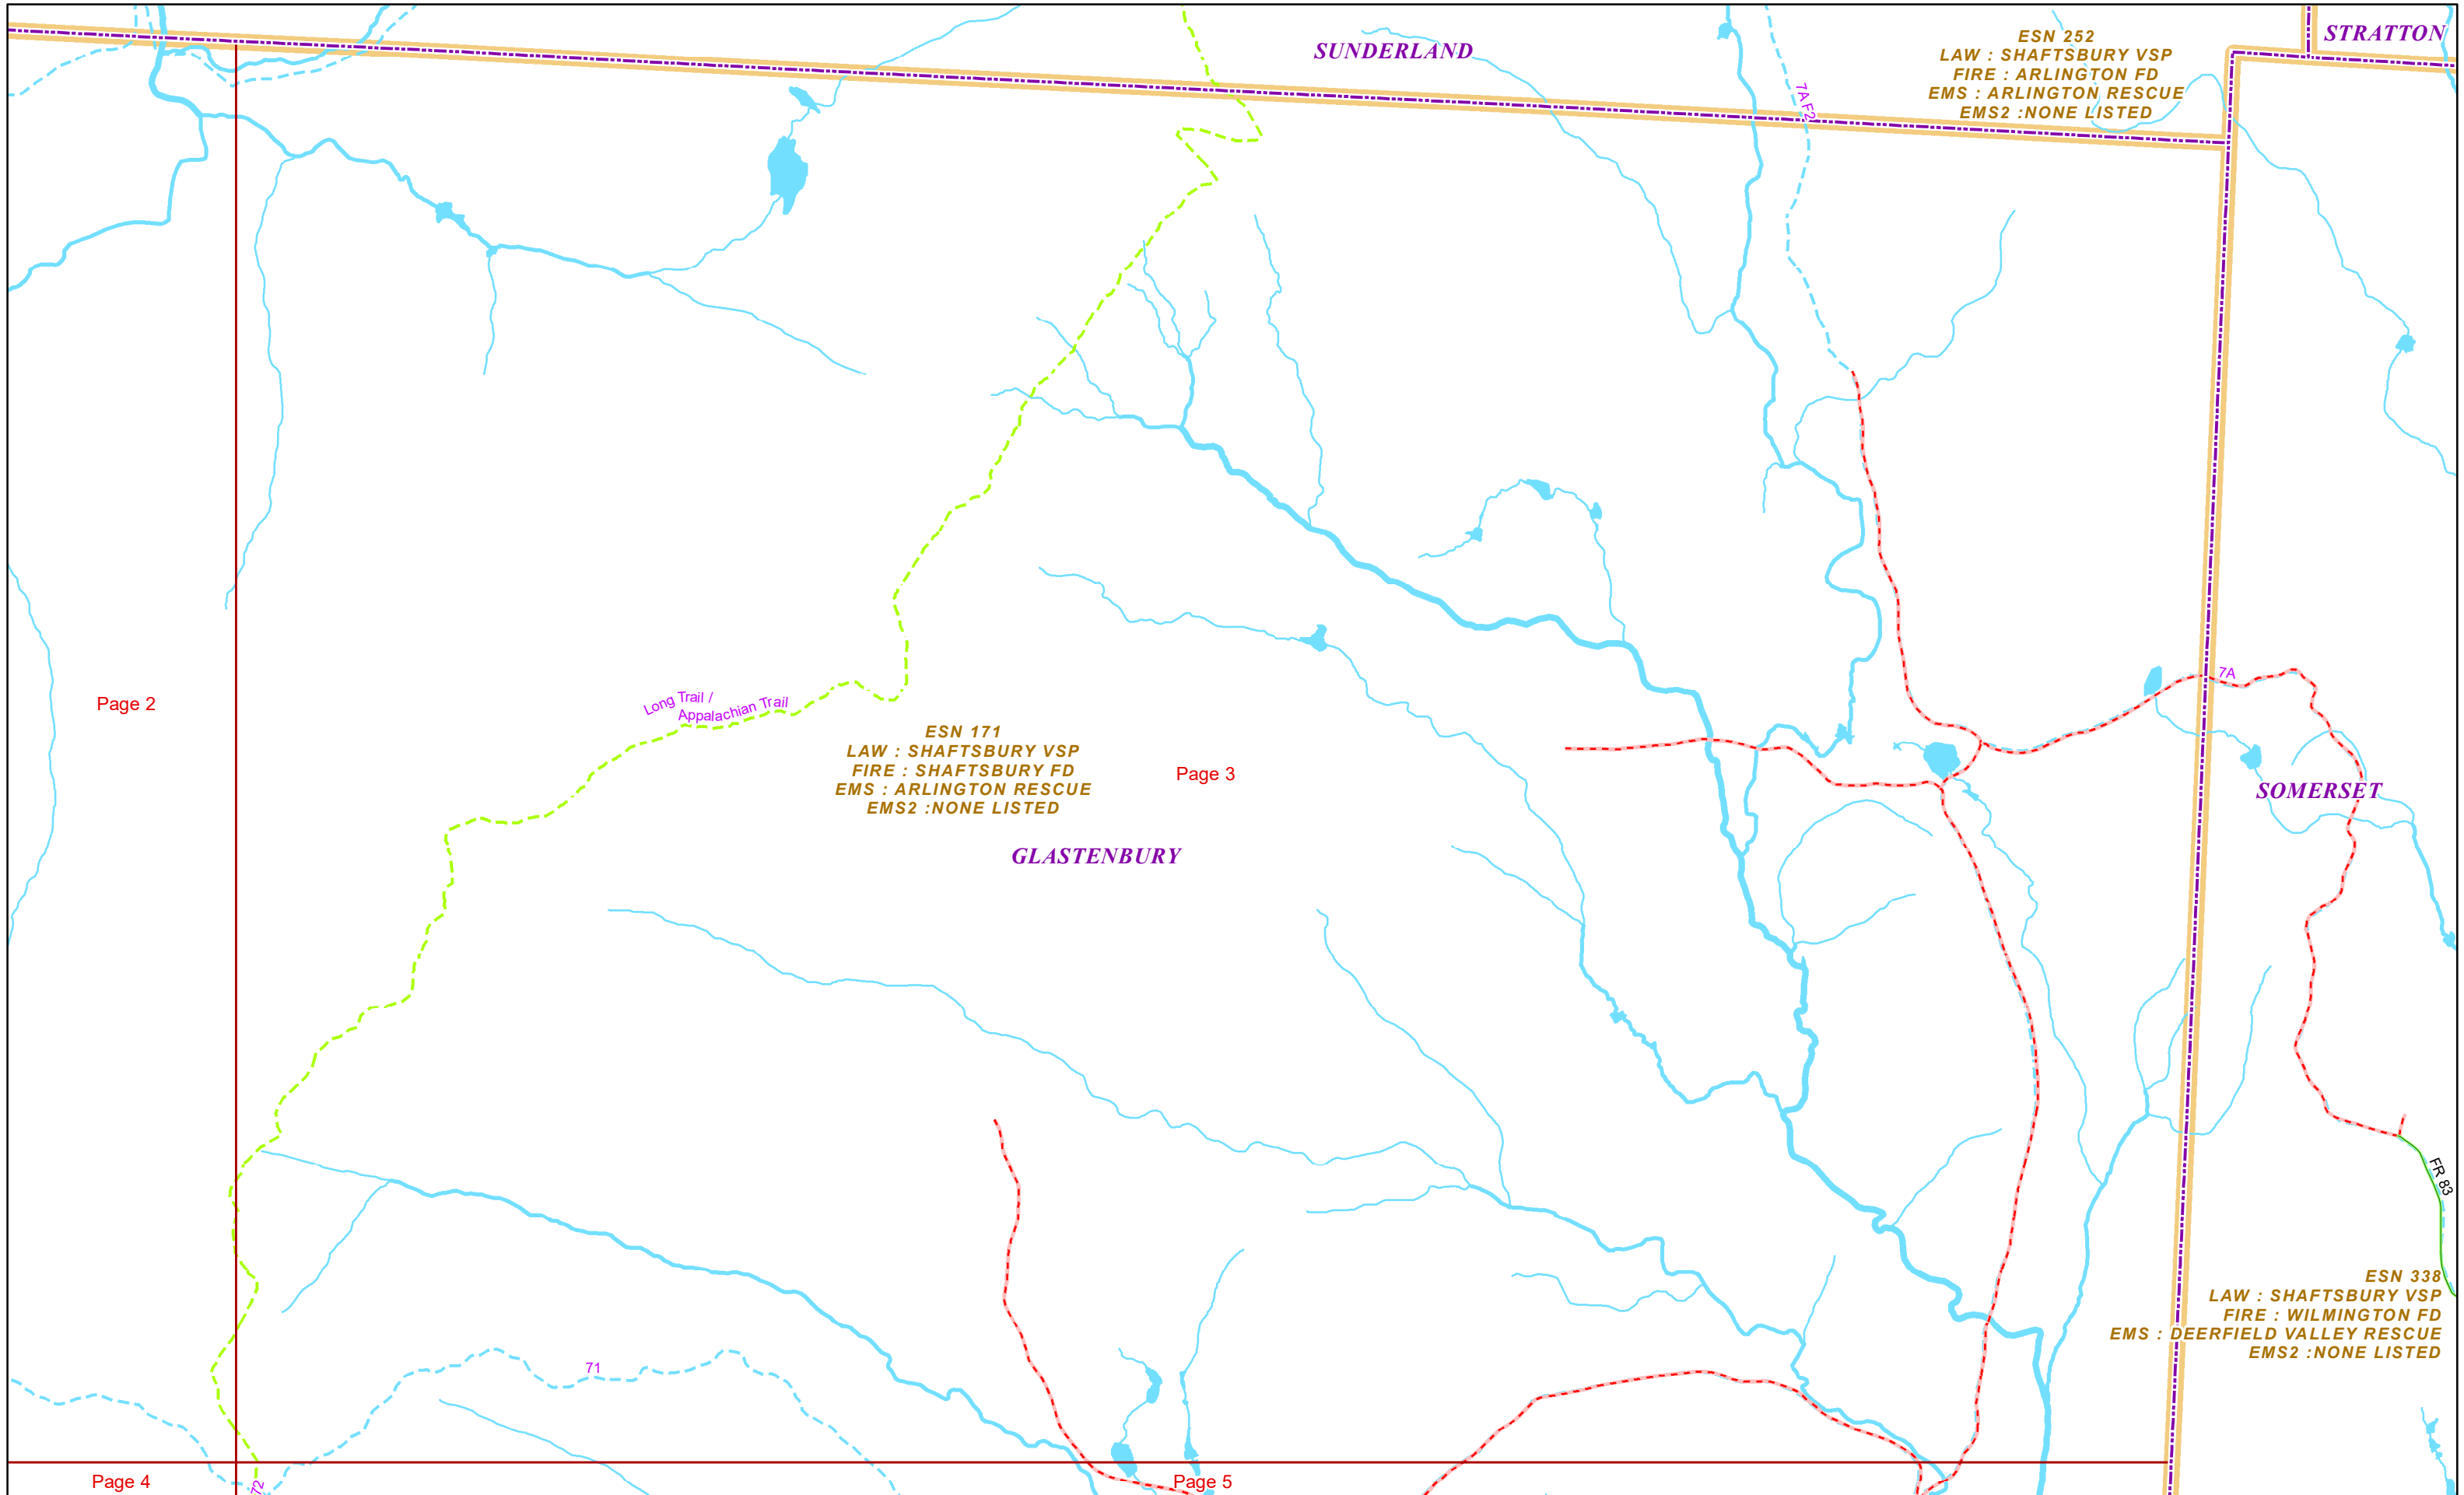 STRATTON
ESN 252
LAW : SHAFTSBURY VSP
FIRE : ARLINGTON FD
EMS : ARLINGTON RESCUE
EMS2 :NONE LISTED
SUNDERLAND
7A F2
7A
Page 2
Long Trail /
Appalachian Trail
ESN 171
LAW : SHAFTSBURY VSP
FIRE : SHAFTSBURY FD
EMS : ARLINGTON RESCUE
EMS2 :NONE LISTED
Page 3
SOMERSET
GLASTENBURY
FR 83
ESN 338
LAW : SHAFTSBURY VSP
FIRE : WILMINGTON FD
EMS : DEERFIELD VALLEY RESCUE
EMS2 :NONE LISTED
71
Page 4
72
Page 5